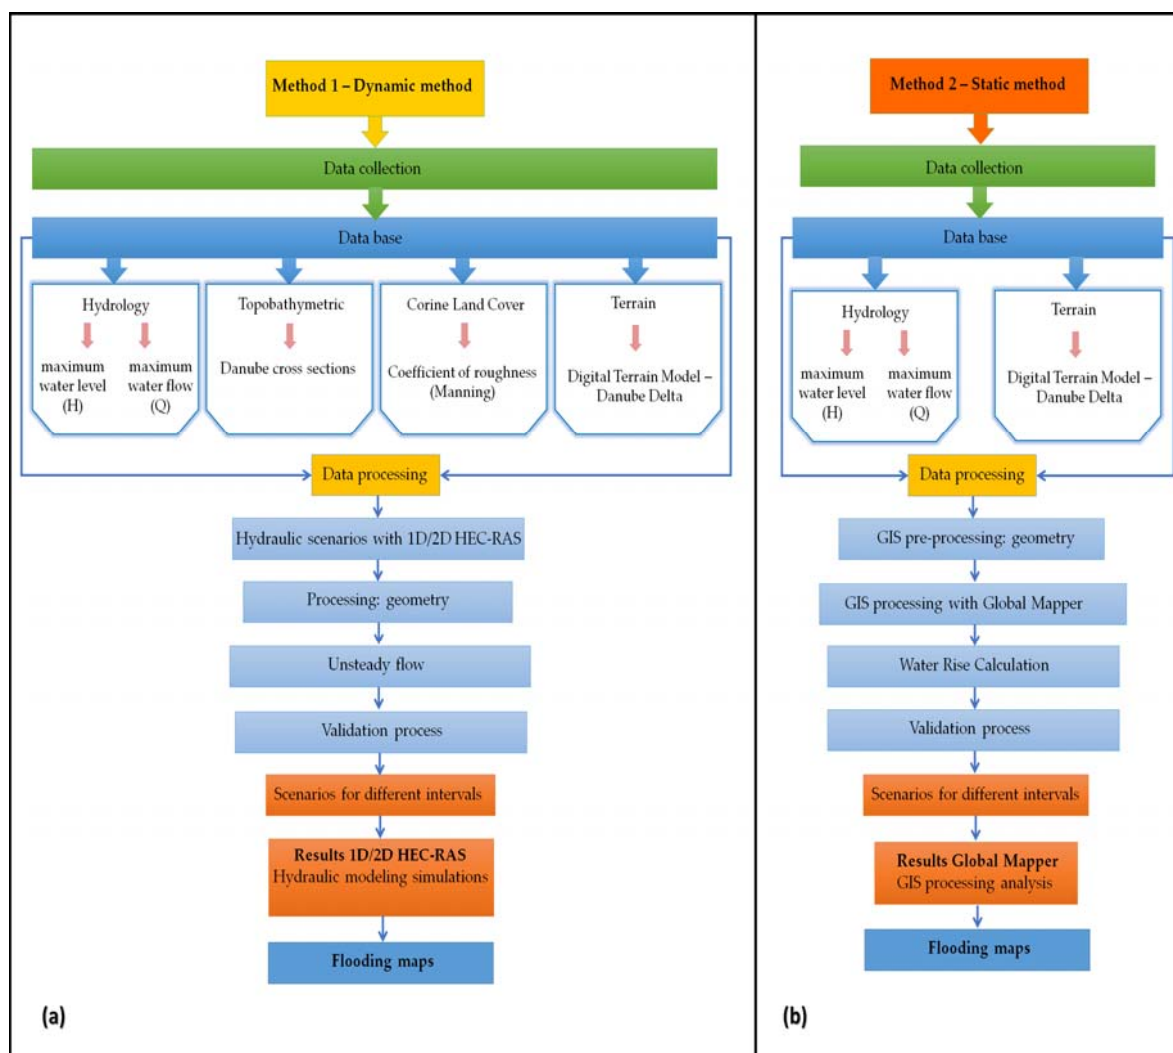 Method 1 – Dynamic method
Data collection
Data base
Hydrology
maximum
water level
(H)
maximum
water flow
(Q)
Topobathymetric
Danube cross sections
Corine Land Cover
Coefficient of roughness
(Manning)
Terrain
Digital Terrain Model –
Danube Delta
Data processing
Hydraulic scenarios with 1D/2D HEC-RAS
Processing: geometry
Unsteady flow
Validation process
Scenarios for different intervals
Results 1D/2D HEC-RAS
Hydraulic modeling simulations
Flooding maps
(a)
Method 2 – Static method
Data collection
Data base
Hydrology
maximum
water level
(H)
maximum
water flow
(Q)
Terrain
Digital Terrain Model –
Danube Delta
Data processing
GIS pre-processing: geometry
GIS processing with Global Mapper
Water Rise Calculation
Validation process
Scenarios for different intervals
Results Global Mapper
GIS processing analysis
Flooding maps
(b)